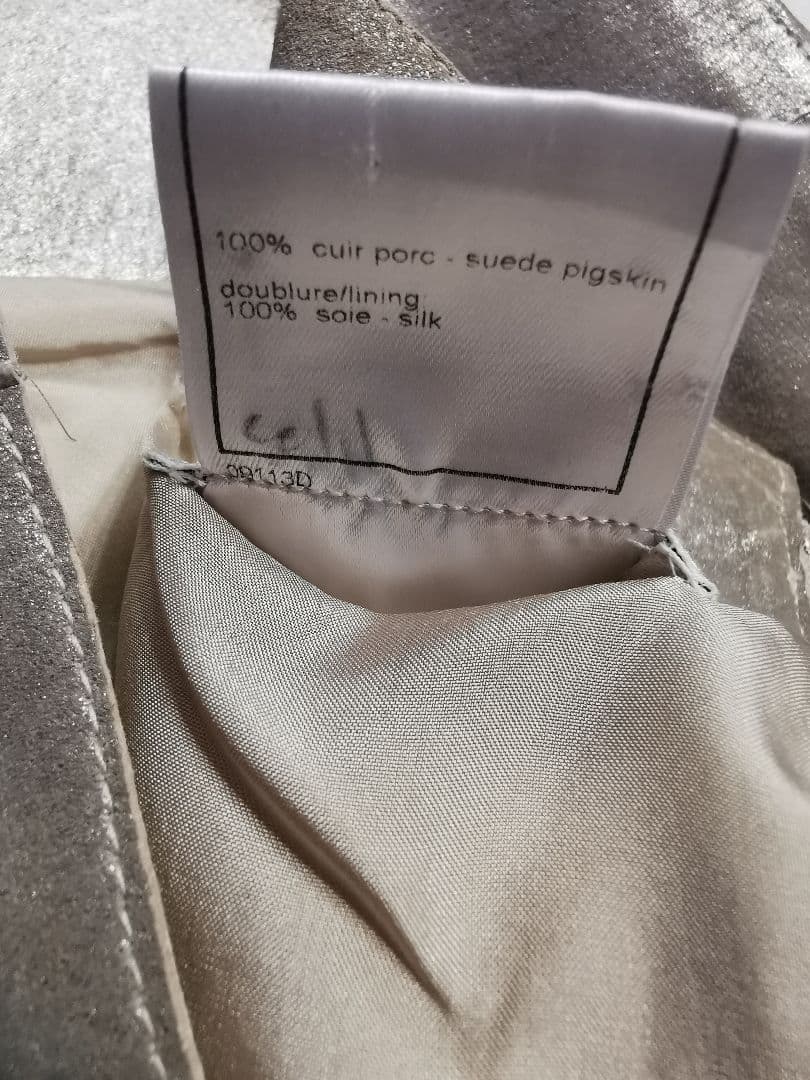 100% cuir porc - suede pigskin
doublure/lining
100% soie - silk
09113D